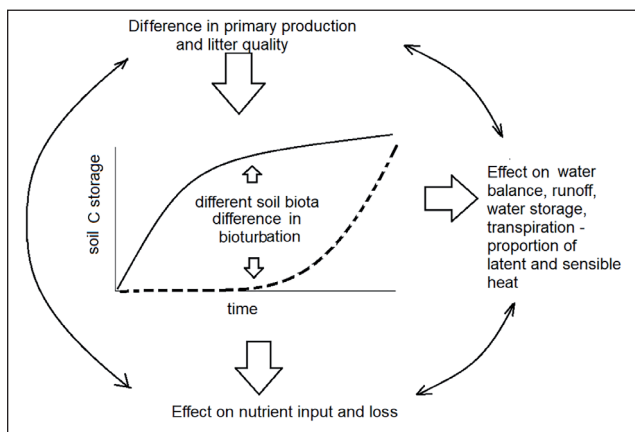 Difference in primary production
and litter quality
soil C storage
different soil biota
difference in
bioturbation
time
Effect on water
balance, runoff,
water storage,
transpiration -
proportion of
latent and sensible
heat
Effect on nutrient input and loss